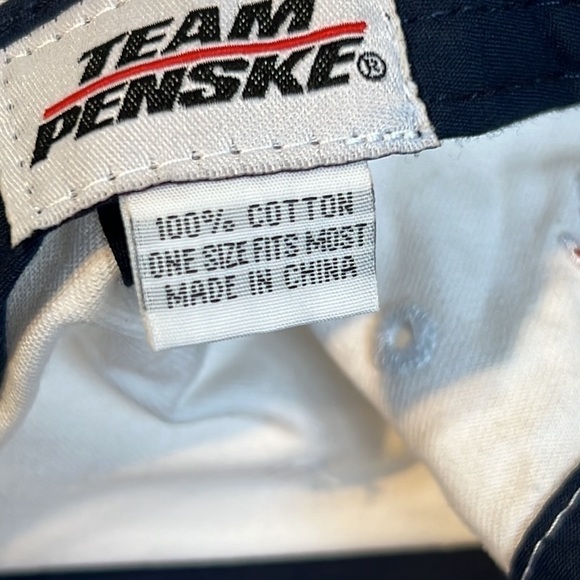 TEAM
PENSKE®
100% COTTON
ONE SIZE FITS MOST
MADE IN CHINA